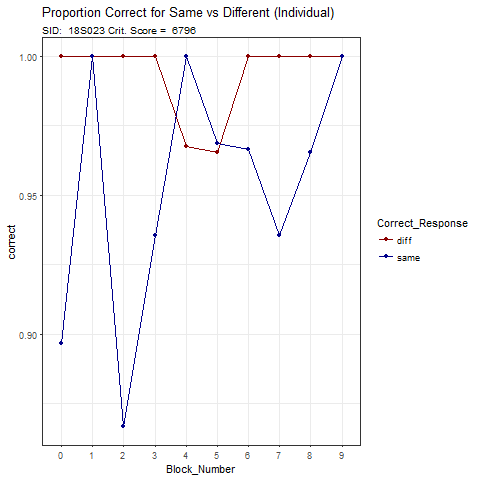 Proportion Correct for Same vs Different (Individual)
SID:  18S023 Crit. Score =  6796
1.00
0.95
0.90
correct
0 1 2 3 4 5 6 7 8 9
Block_Number
Correct_Response
diff
same